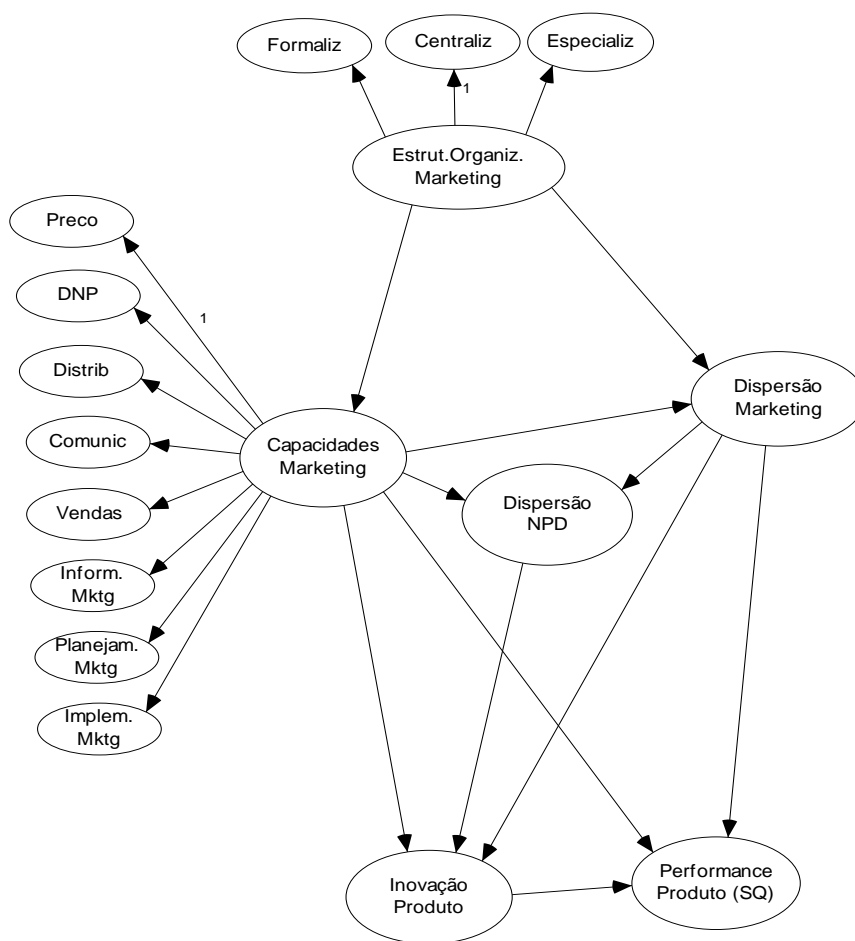 Formaliz
Centraliz
Especializ
1
Estrut.Organiz.
Marketing
Preco
DNP
1
Distrib
Dispersão
Marketing
Comunic
Capacidades
Marketing
Vendas
Dispersão
NPD
Inform.
Mktg
Planejam.
Mktg
Implem.
Mktg
Inovação
Produto
Performance
Produto (SQ)